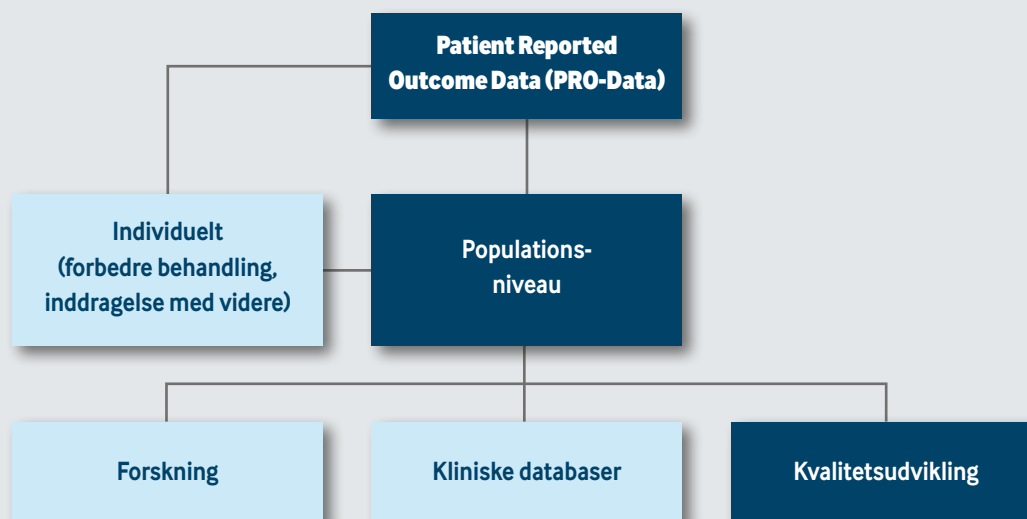 Patient Reported
Outcome Data (PRO-Data)
Individuelt
(forbedre behandling,
inddragelse med videre)
Populations-
niveau
Forskning
Kliniske databaser
Kvalitetsudvikling